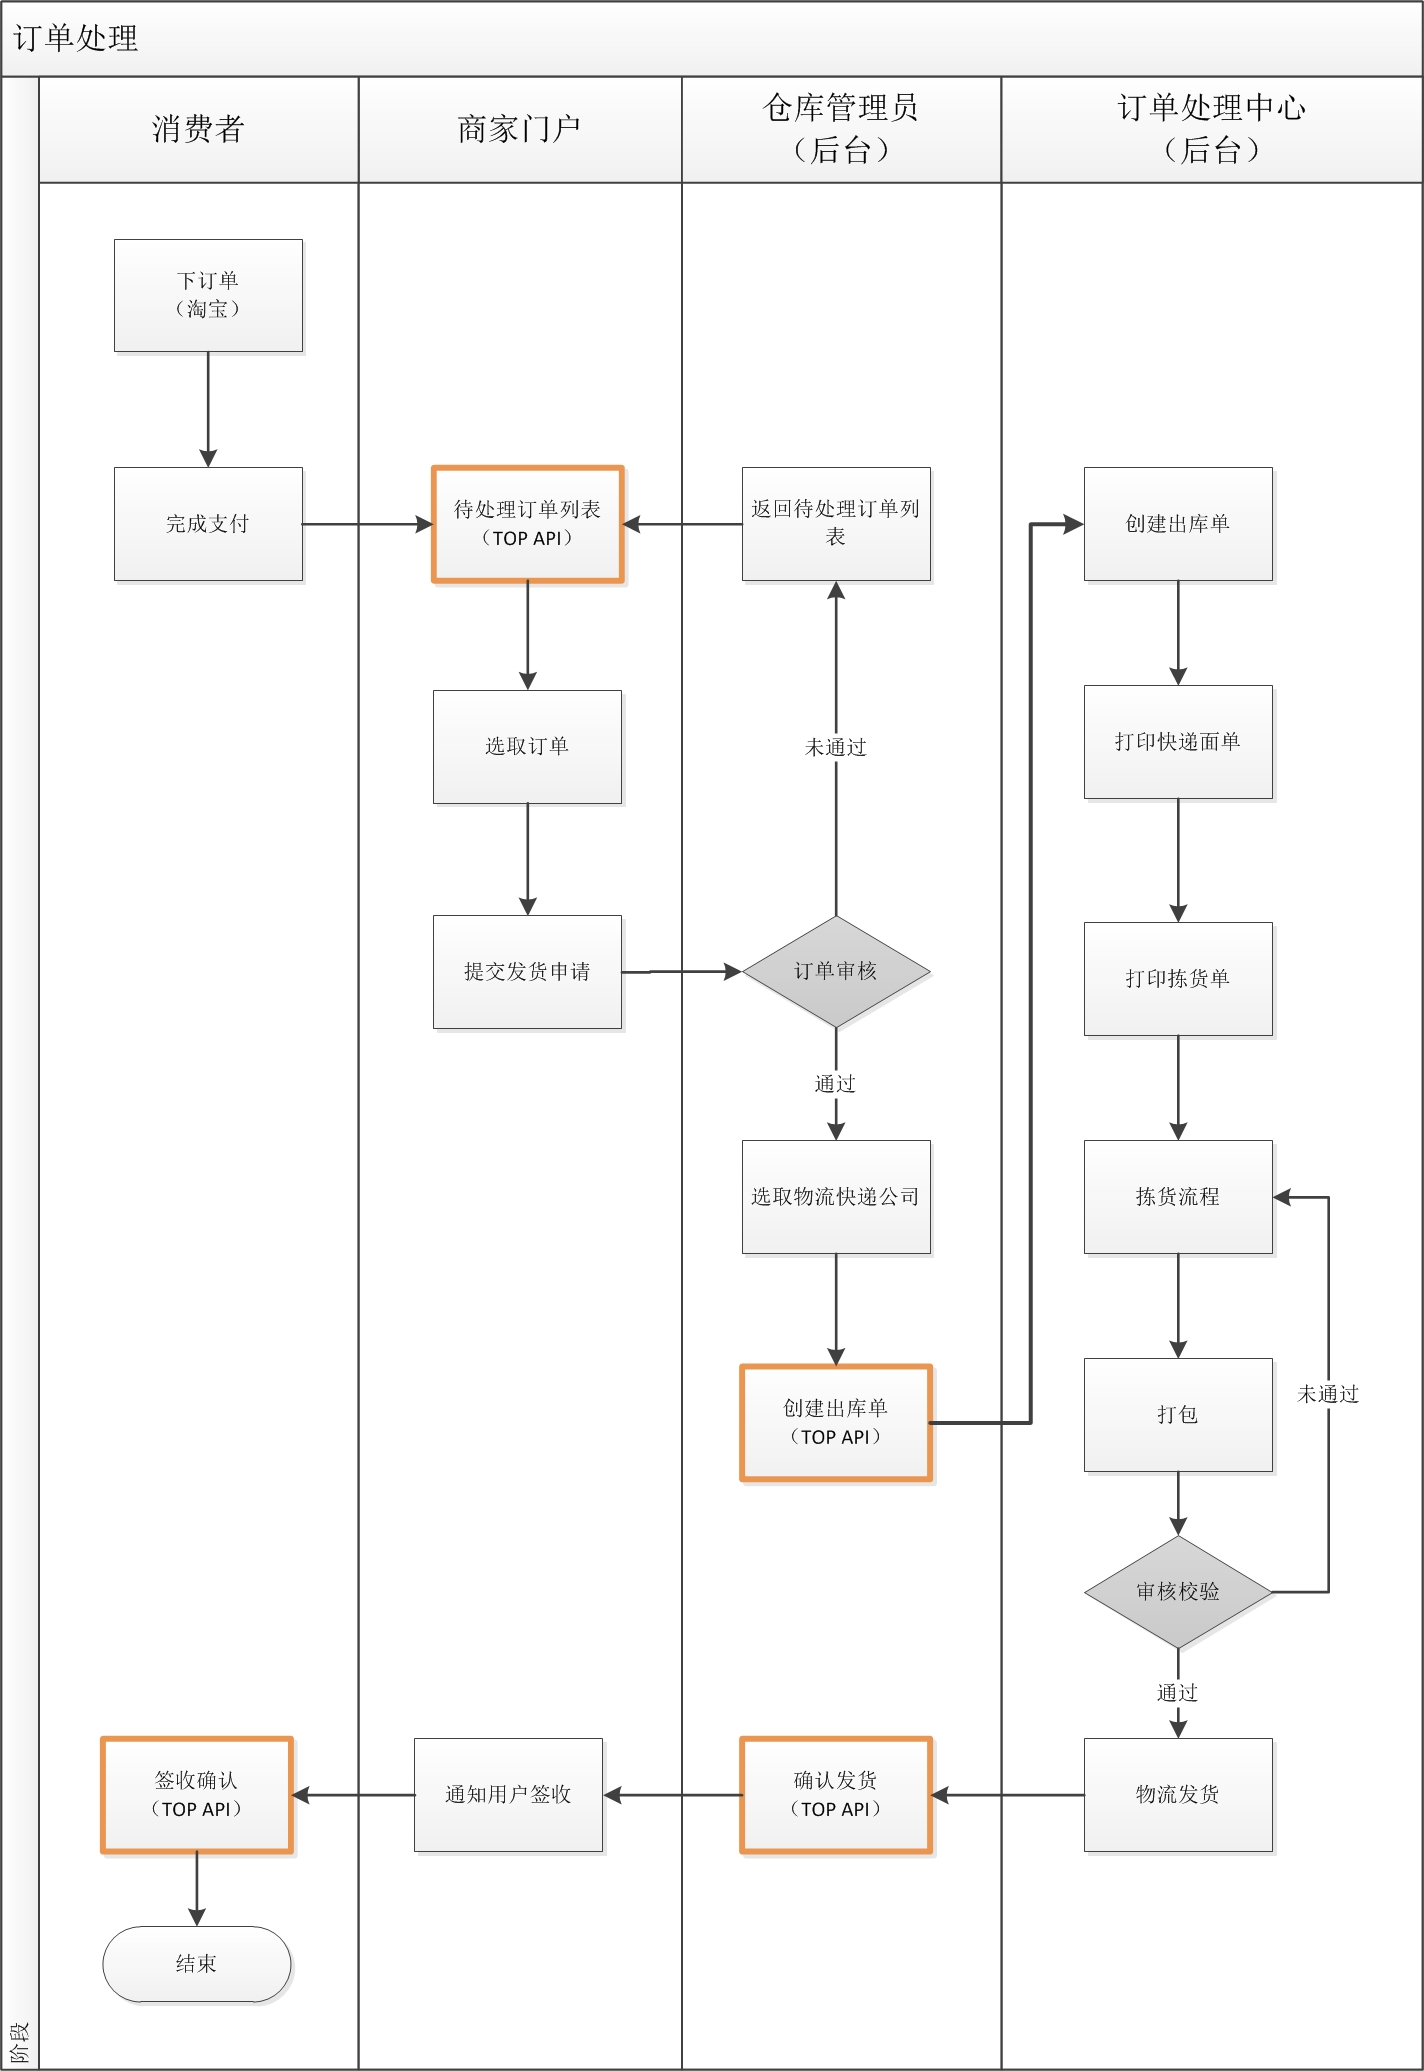 订单处理
消费者
商家门户
仓库管理员
（后台）
订单处理中心
（后台）
下订单
（淘宝）
完成支付
待处理订单列表
（TOP API）
返回待处理订单列
表
创建出库单
选取订单
未通过
打印快递面单
提交发货申请
订单审核
打印拣货单
通过
选取物流快递公司
拣货流程
创建出库单
（TOP API）
打包
未通过
审核校验
通过
签收确认
（TOP API）
通知用户签收
确认发货
（TOP API）
物流发货
结束
阶段